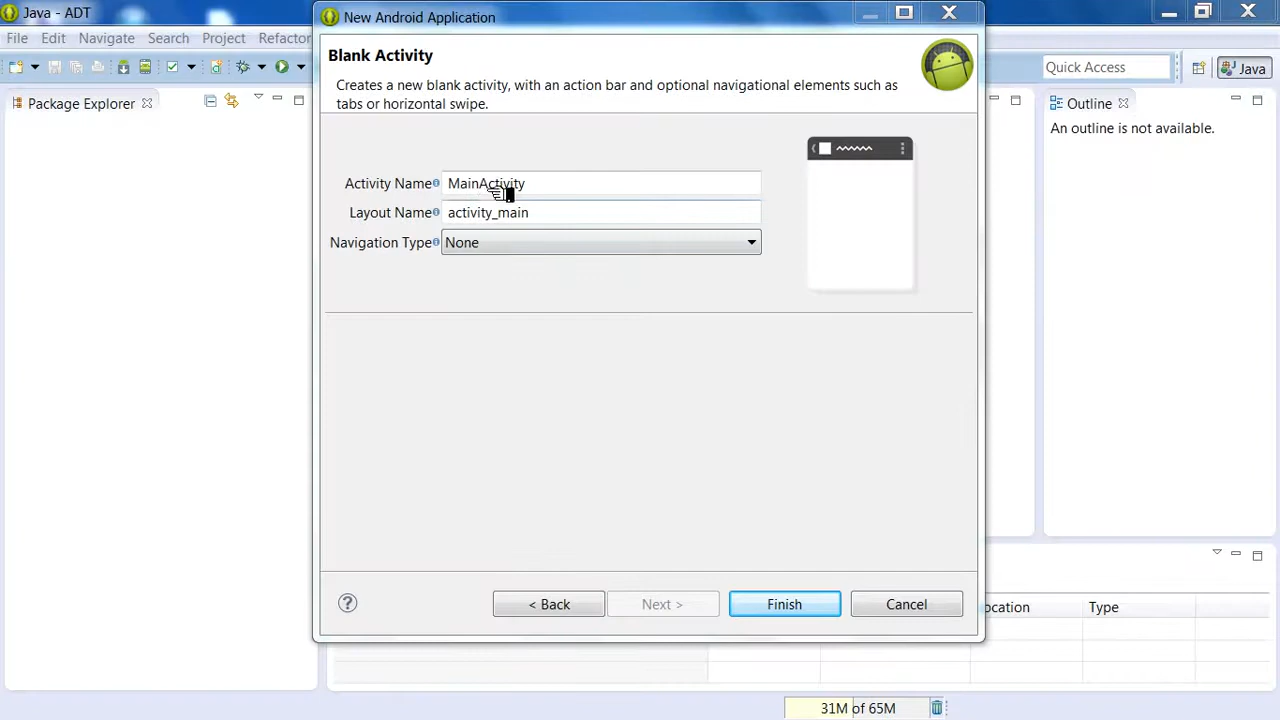 Java - ADT
New Android Application
File Edit Navigate Search Project Refactor
Quick Access
Java
Package Explorer
Outline
An outline is not available.
Blank Activity
Creates a new blank activity, with an action bar and optional navigational elements such as
tabs or horizontal swipe.
Activity Name MainActivity
Layout Name activity_main
Navigation Type None
< Back
Next >
Finish
Cancel
ocation
Type
31M of 65M